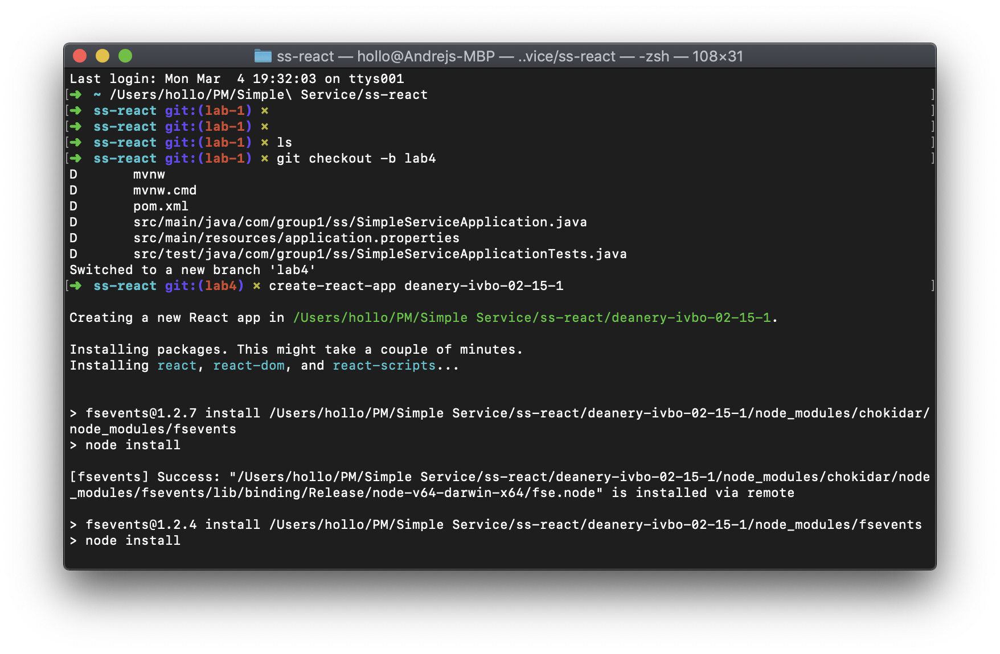 ss-react — hollo@Andrejs-MBP — ..vice/ss-react — -zsh — 108×31
Last login: Mon Mar  4 19:32:03 on ttys001
[➜  ~ /Users/hollo/PM/Simple\ Service/ss-react ]
[➜  ss-react git:(lab-1) ✗ ]
[➜  ss-react git:(lab-1) ✗ ]
[➜  ss-react git:(lab-1) ✗ ls ]
[➜  ss-react git:(lab-1) ✗ git checkout -b lab4 ]
D       mvnw
D       mvnw.cmd
D       pom.xml
D       src/main/java/com/group1/ss/SimpleServiceApplication.java
D       src/main/resources/application.properties
D       src/test/java/com/group1/ss/SimpleServiceApplicationTests.java
Switched to a new branch 'lab4'
[➜  ss-react git:(lab4) ✗ create-react-app deanery-ivbo-02-15-1 ]
Creating a new React app in /Users/hollo/PM/Simple Service/ss-react/deanery-ivbo-02-15-1.
Installing packages. This might take a couple of minutes.
Installing react, react-dom, and react-scripts...
> fsevents@1.2.7 install /Users/hollo/PM/Simple Service/ss-react/deanery-ivbo-02-15-1/node_modules/chokidar/
node_modules/fsevents
> node install
[fsevents] Success: "/Users/hollo/PM/Simple Service/ss-react/deanery-ivbo-02-15-1/node_modules/chokidar/node
_modules/fsevents/lib/binding/Release/node-v64-darwin-x64/fse.node" is installed via remote
> fsevents@1.2.4 install /Users/hollo/PM/Simple Service/ss-react/deanery-ivbo-02-15-1/node_modules/fsevents
> node install